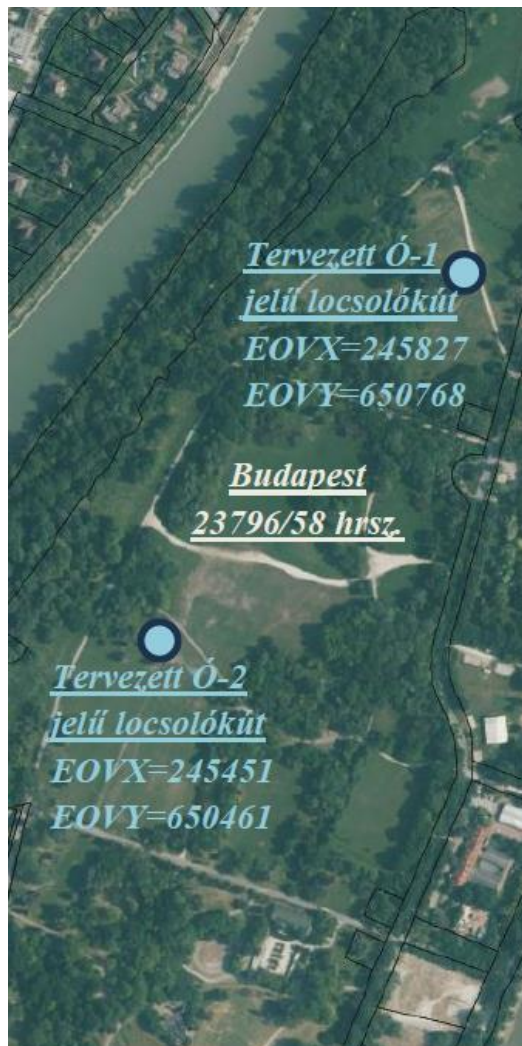 Tervezett Ó-1
jelű locsolókút
EOVX=245827
EOVY=650768
Budapest
23796/58 hrsz.
Tervezett Ó-2
jelű locsolókút
EOVX=245451
EOVY=650461